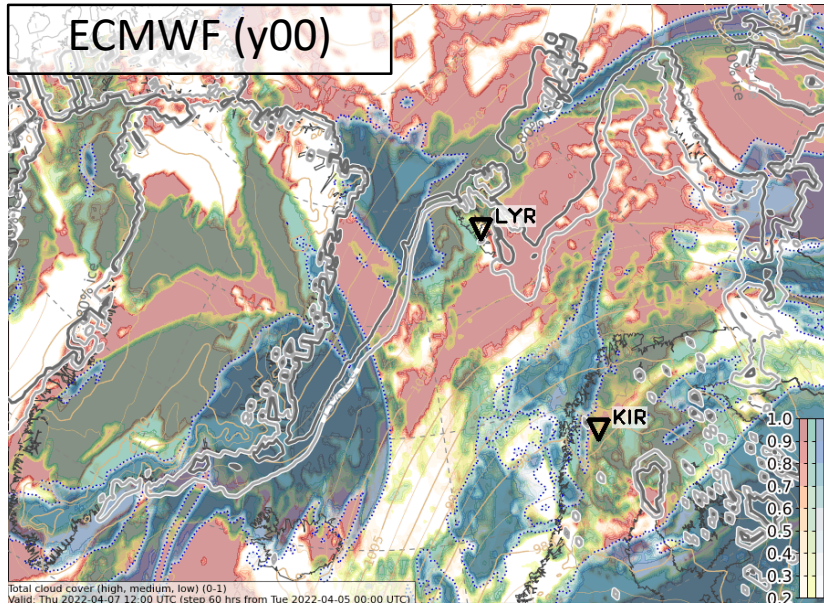 ECMWF (y00)
LYR
KIR
1.0
0.9
0.8
0.7
0.6
0.5
0.4
0.3
0.2
Total cloud cover (high, medium, low) (0-1)
Valid: Thu 2022-04-07 12:00 UTC (step 60 hrs from Tue 2022-04-05 00:00 UTC)